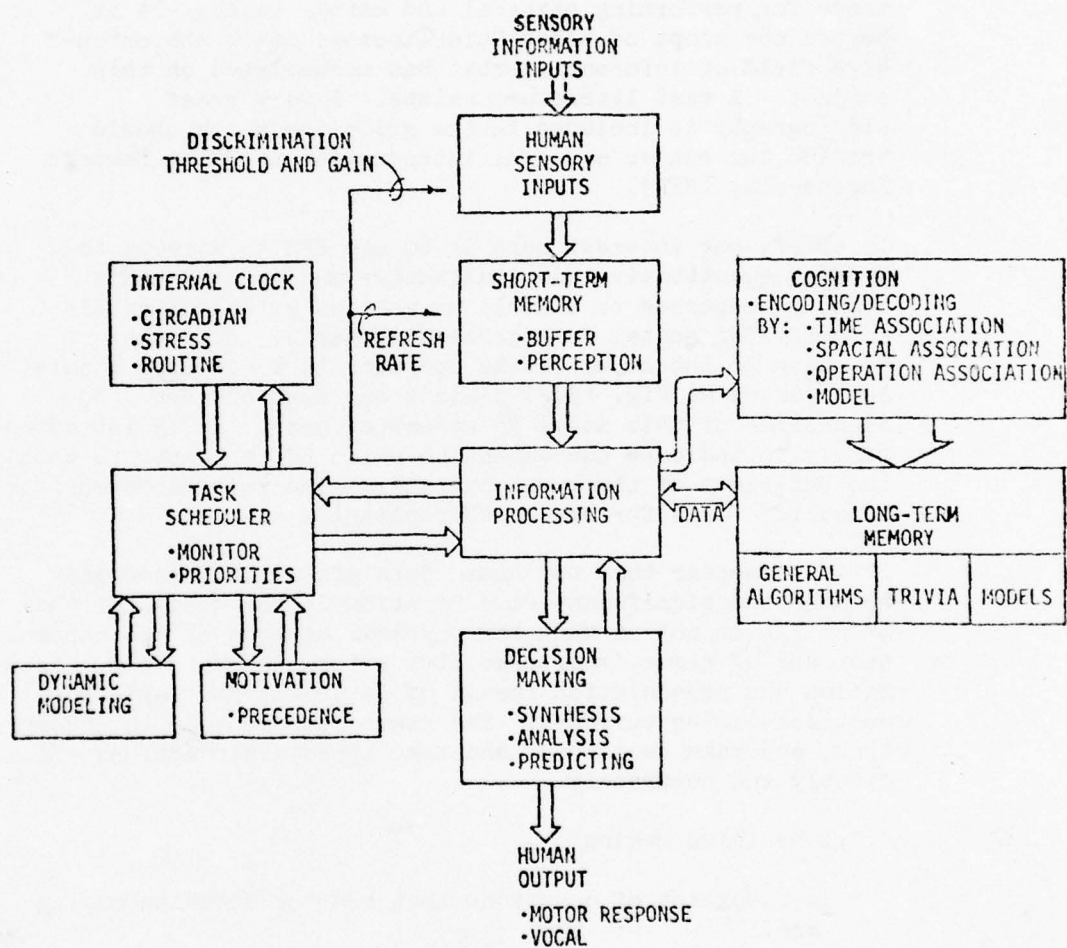 SENSORY
INFORMATION
INPUTS
DISCRIMINATION
THRESHOLD AND GAIN
HUMAN
SENSORY
INPUTS
INTERNAL CLOCK
•CIRCADIAN
•STRESS
•ROUTINE
REFRESH
RATE
SHORT-TERM
MEMORY
•BUFFER
•PERCEPTION
COGNITION
•ENCODING/DECODING
BY: •TIME ASSOCIATION
•SPACIAL ASSOCIATION
•OPERATION ASSOCIATION
•MODEL
TASK
SCHEDULER
•MONITOR
•PRIORITIES
INFORMATION
PROCESSING
DATA
LONG-TERM
MEMORY
GENERAL
ALGORITHMS
TRIVIA
MODELS
DYNAMIC
MODELING
MOTIVATION
•PRECEDENCE
DECISION
MAKING
•SYNTHESIS
•ANALYSIS
•PREDICTING
HUMAN
OUTPUT
•MOTOR RESPONSE
•VOCAL